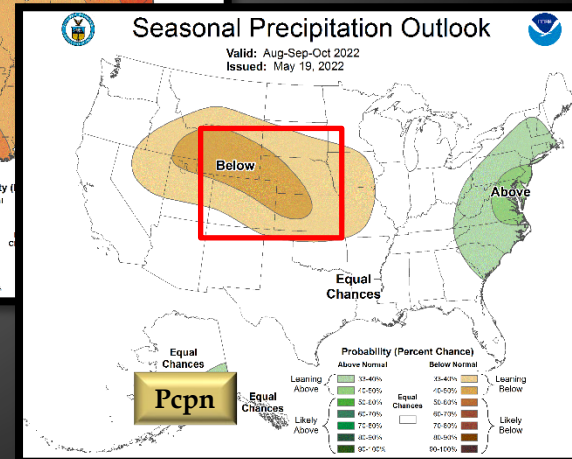 Seasonal Precipitation Outlook
Valid: Aug-Sep-Oct 2022
Issued: May 19, 2022
Below
Above
Equal
Chances
Equal
Chances
Pcpn
Equal
Chances
Probability (Percent Chance)
Above Normal
Below Normal
Leaning
Above
33-40%
40-50%
Likely
Above
50-60%
60-70%
70-80%
80-90%
90-100%
Equal
Chances
33-40%
40-50%
Leaning
Below
50-60%
60-70%
70-80%
80-90%
90-100%
Likely
Below